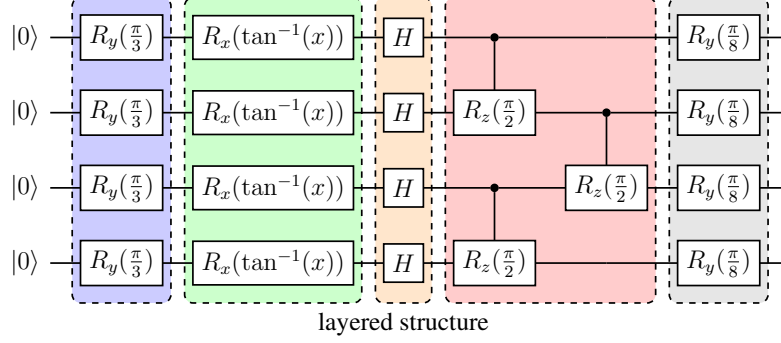 |0⟩ R_y(π/3) R_x(tan⁻¹(x)) H R_y(π/8)
|0⟩ R_y(π/3) R_x(tan⁻¹(x)) H R_z(π/2) R_y(π/8)
|0⟩ R_y(π/3) R_x(tan⁻¹(x)) H R_z(π/2) R_y(π/8)
|0⟩ R_y(π/3) R_x(tan⁻¹(x)) H R_z(π/2) R_y(π/8)
layered structure